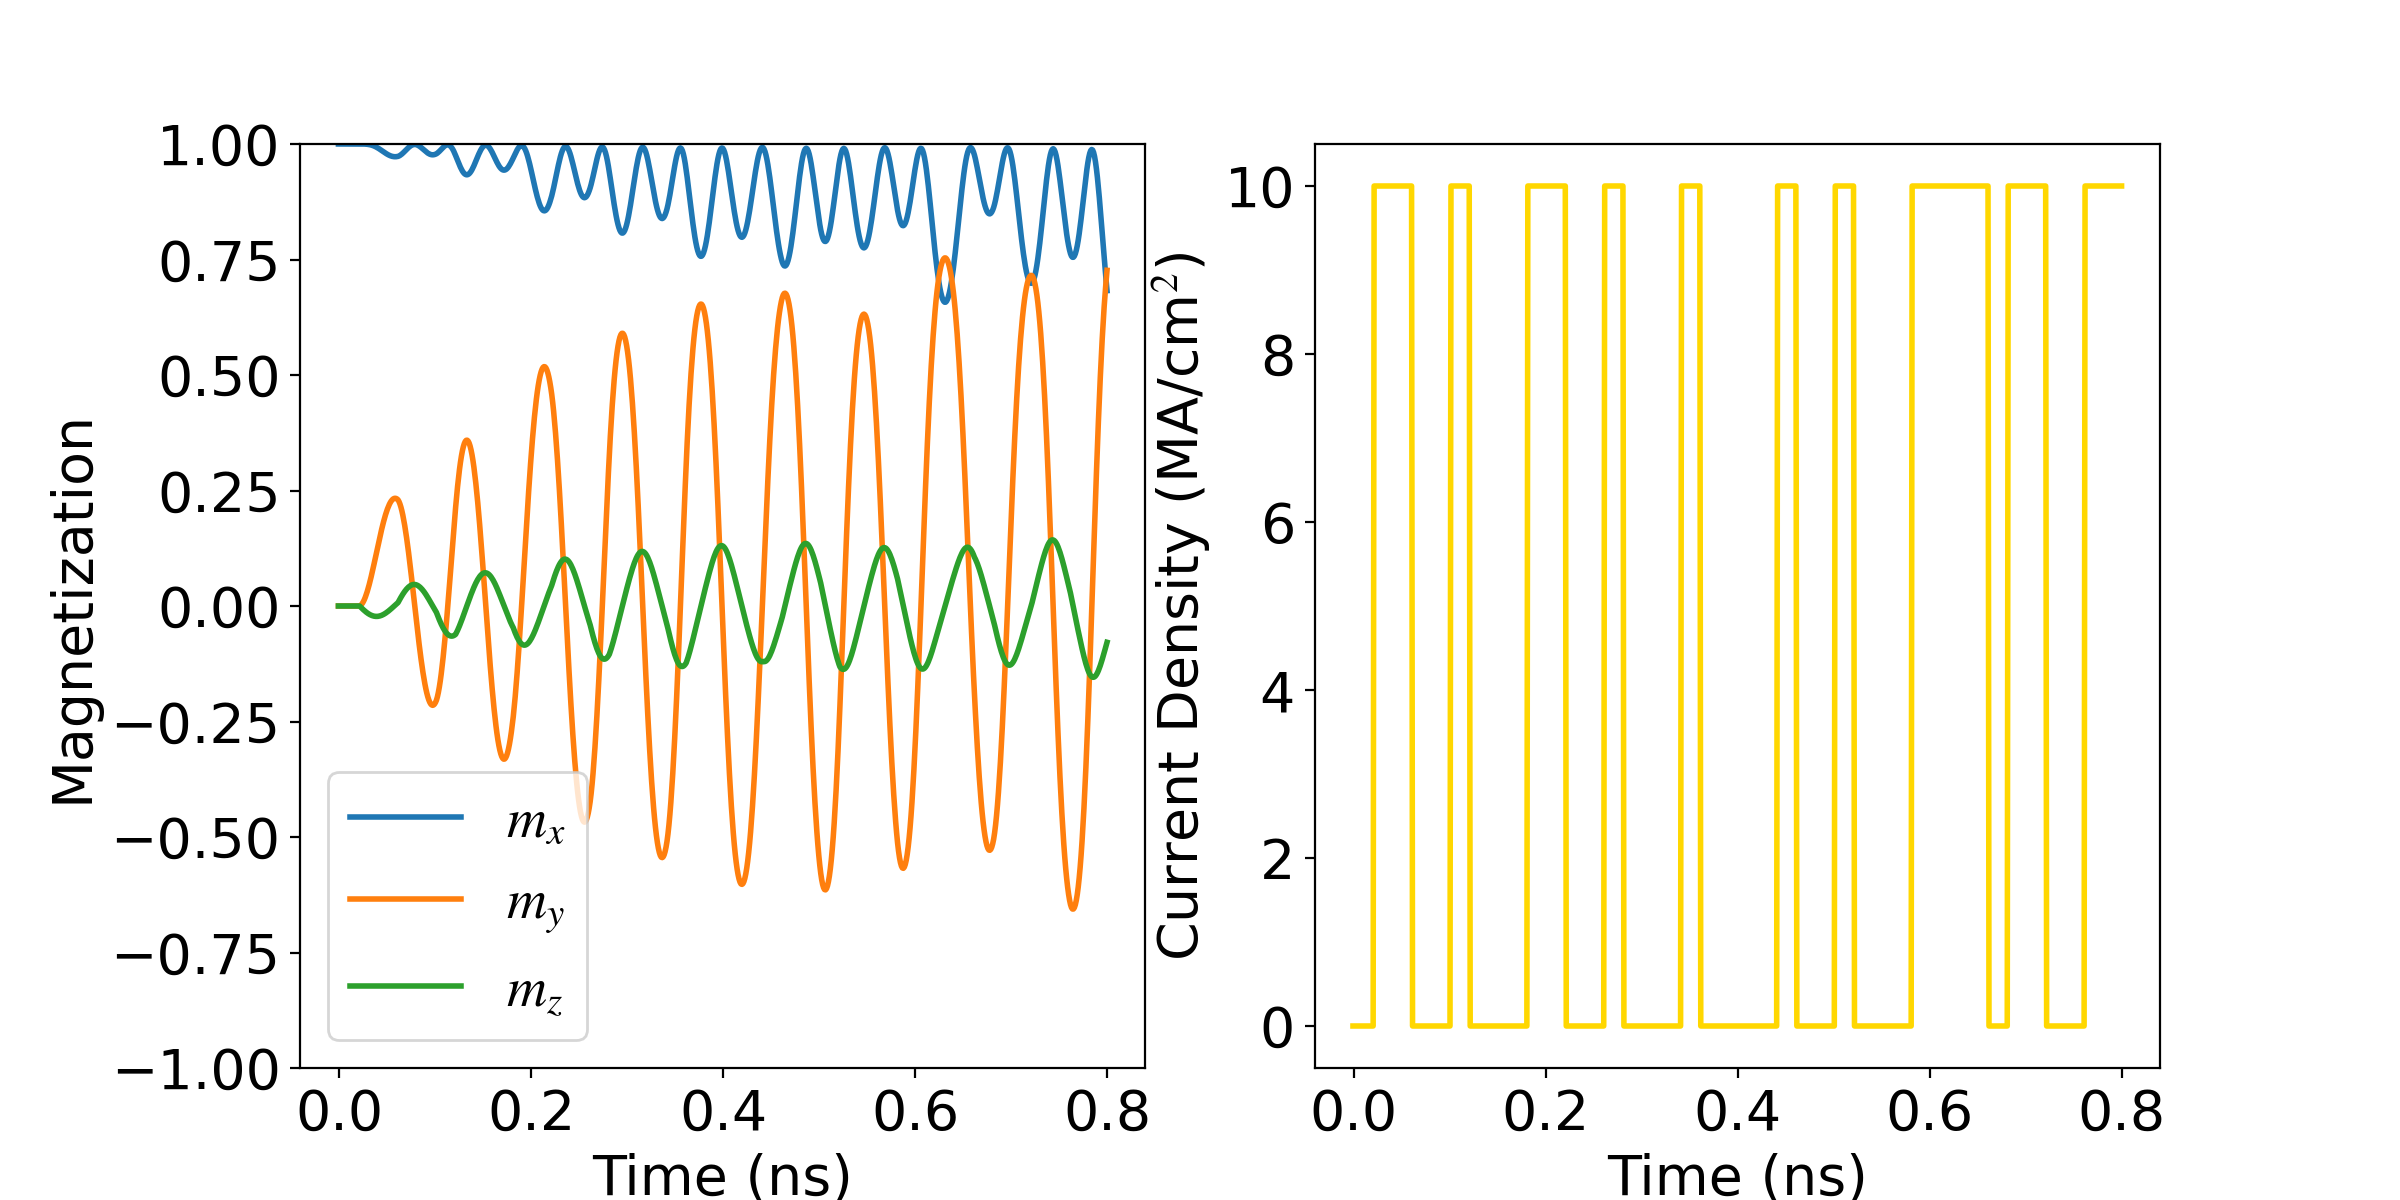 Magnetization
1.00
0.75
0.50
0.25
0.00
−0.25
−0.50
−0.75
−1.00
0.0 0.2 0.4 0.6 0.8
Time (ns)
m_x
m_y
m_z
Current Density (MA/cm²)
10
8
6
4
2
0
0.0 0.2 0.4 0.6 0.8
Time (ns)